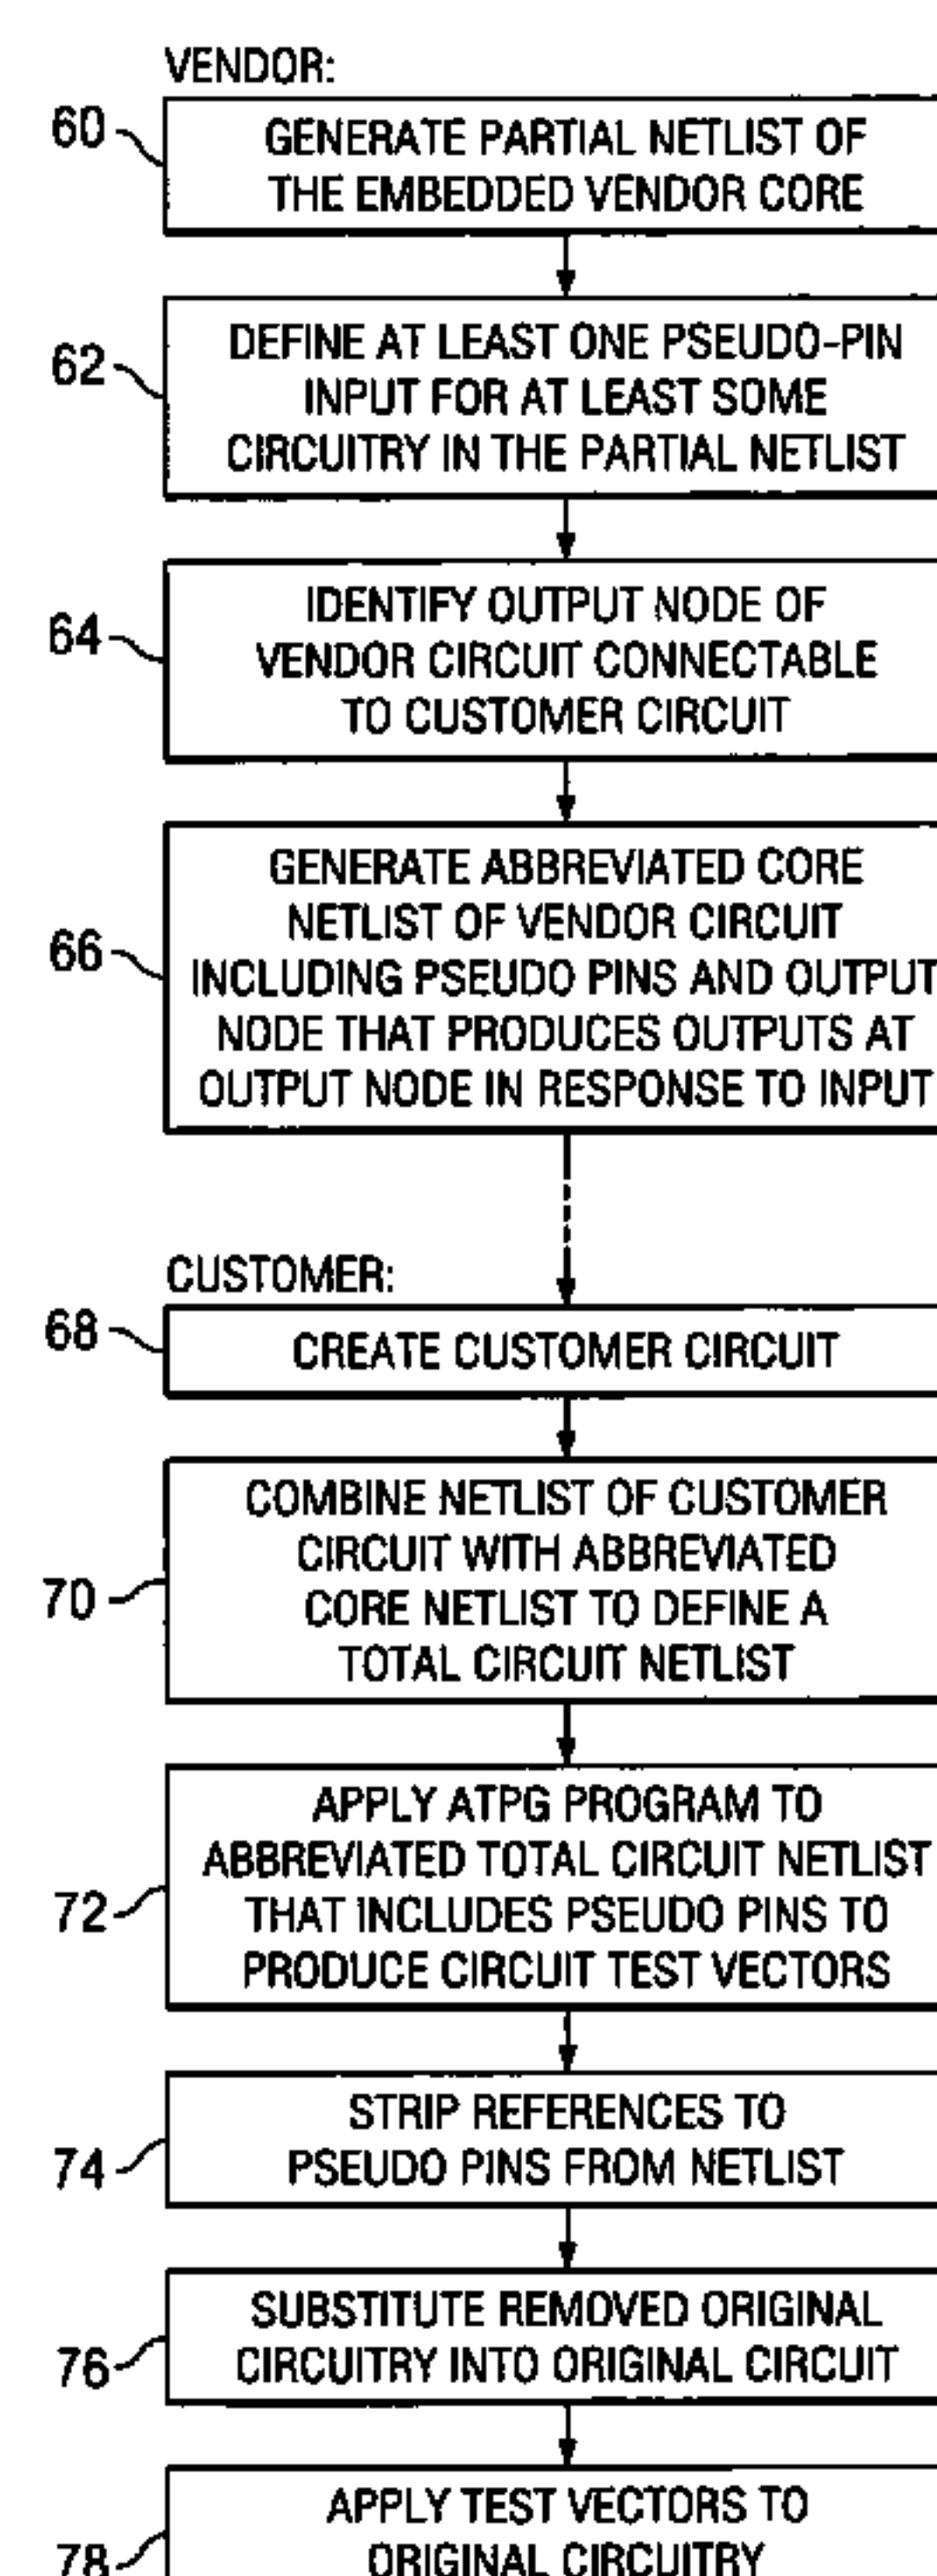 VENDOR:
60
GENERATE PARTIAL NETLIST OF
THE EMBEDDED VENDOR CORE
62
DEFINE AT LEAST ONE PSEUDO-PIN
INPUT FOR AT LEAST SOME
CIRCUITRY IN THE PARTIAL NETLIST
64
IDENTIFY OUTPUT NODE OF
VENDOR CIRCUIT CONNECTABLE
TO CUSTOMER CIRCUIT
66
GENERATE ABBREVIATED CORE
NETLIST OF VENDOR CIRCUIT
INCLUDING PSEUDO PINS AND OUTPUT
NODE THAT PRODUCES OUTPUTS AT
OUTPUT NODE IN RESPONSE TO INPUT
CUSTOMER:
68
CREATE CUSTOMER CIRCUIT
70
COMBINE NETLIST OF CUSTOMER
CIRCUIT WITH ABBREVIATED
CORE NETLIST TO DEFINE A
TOTAL CIRCUIT NETLIST
72
APPLY ATPG PROGRAM TO
ABBREVIATED TOTAL CIRCUIT NETLIST
THAT INCLUDES PSEUDO PINS TO
PRODUCE CIRCUIT TEST VECTORS
74
STRIP REFERENCES TO
PSEUDO PINS FROM NETLIST
76
SUBSTITUTE REMOVED ORIGINAL
CIRCUITRY INTO ORIGINAL CIRCUIT
78
APPLY TEST VECTORS TO
ORIGINAL CIRCUITRY